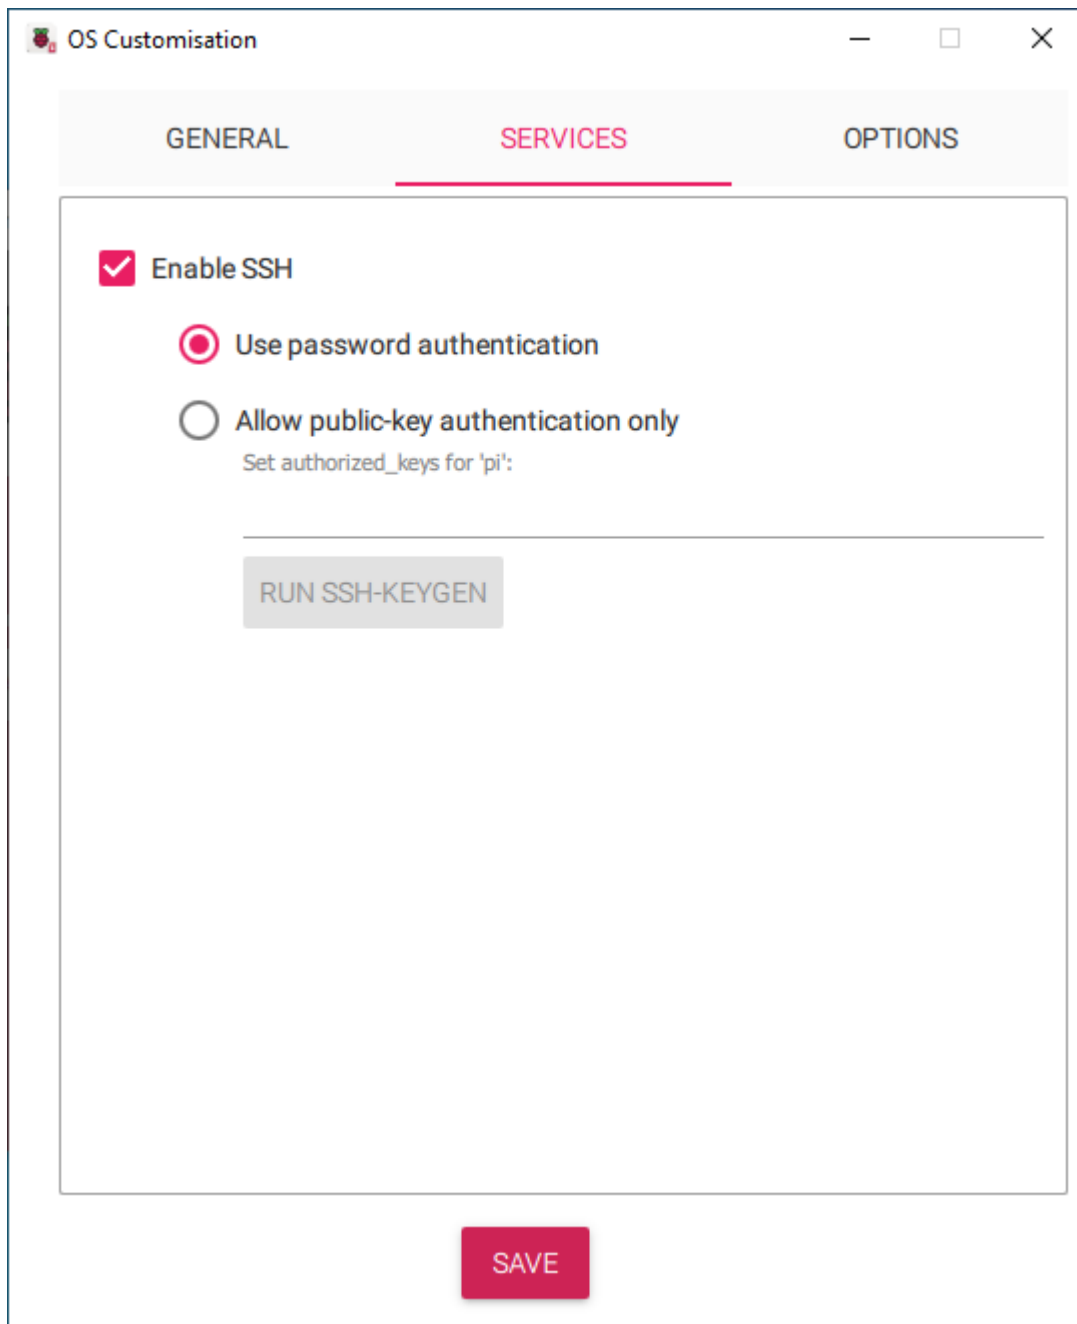 OS Customisation
GENERAL SERVICES OPTIONS
Enable SSH
Use password authentication
Allow public-key authentication only
Set authorized_keys for 'pi':
RUN SSH-KEYGEN
SAVE